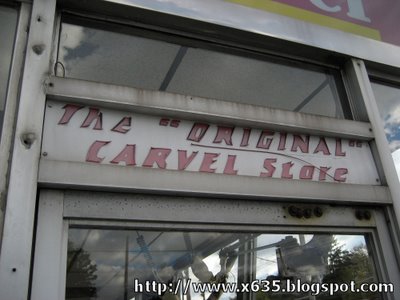 The "ORIGINAL"
CARVEL Store
http://www.x635.blogspot.com